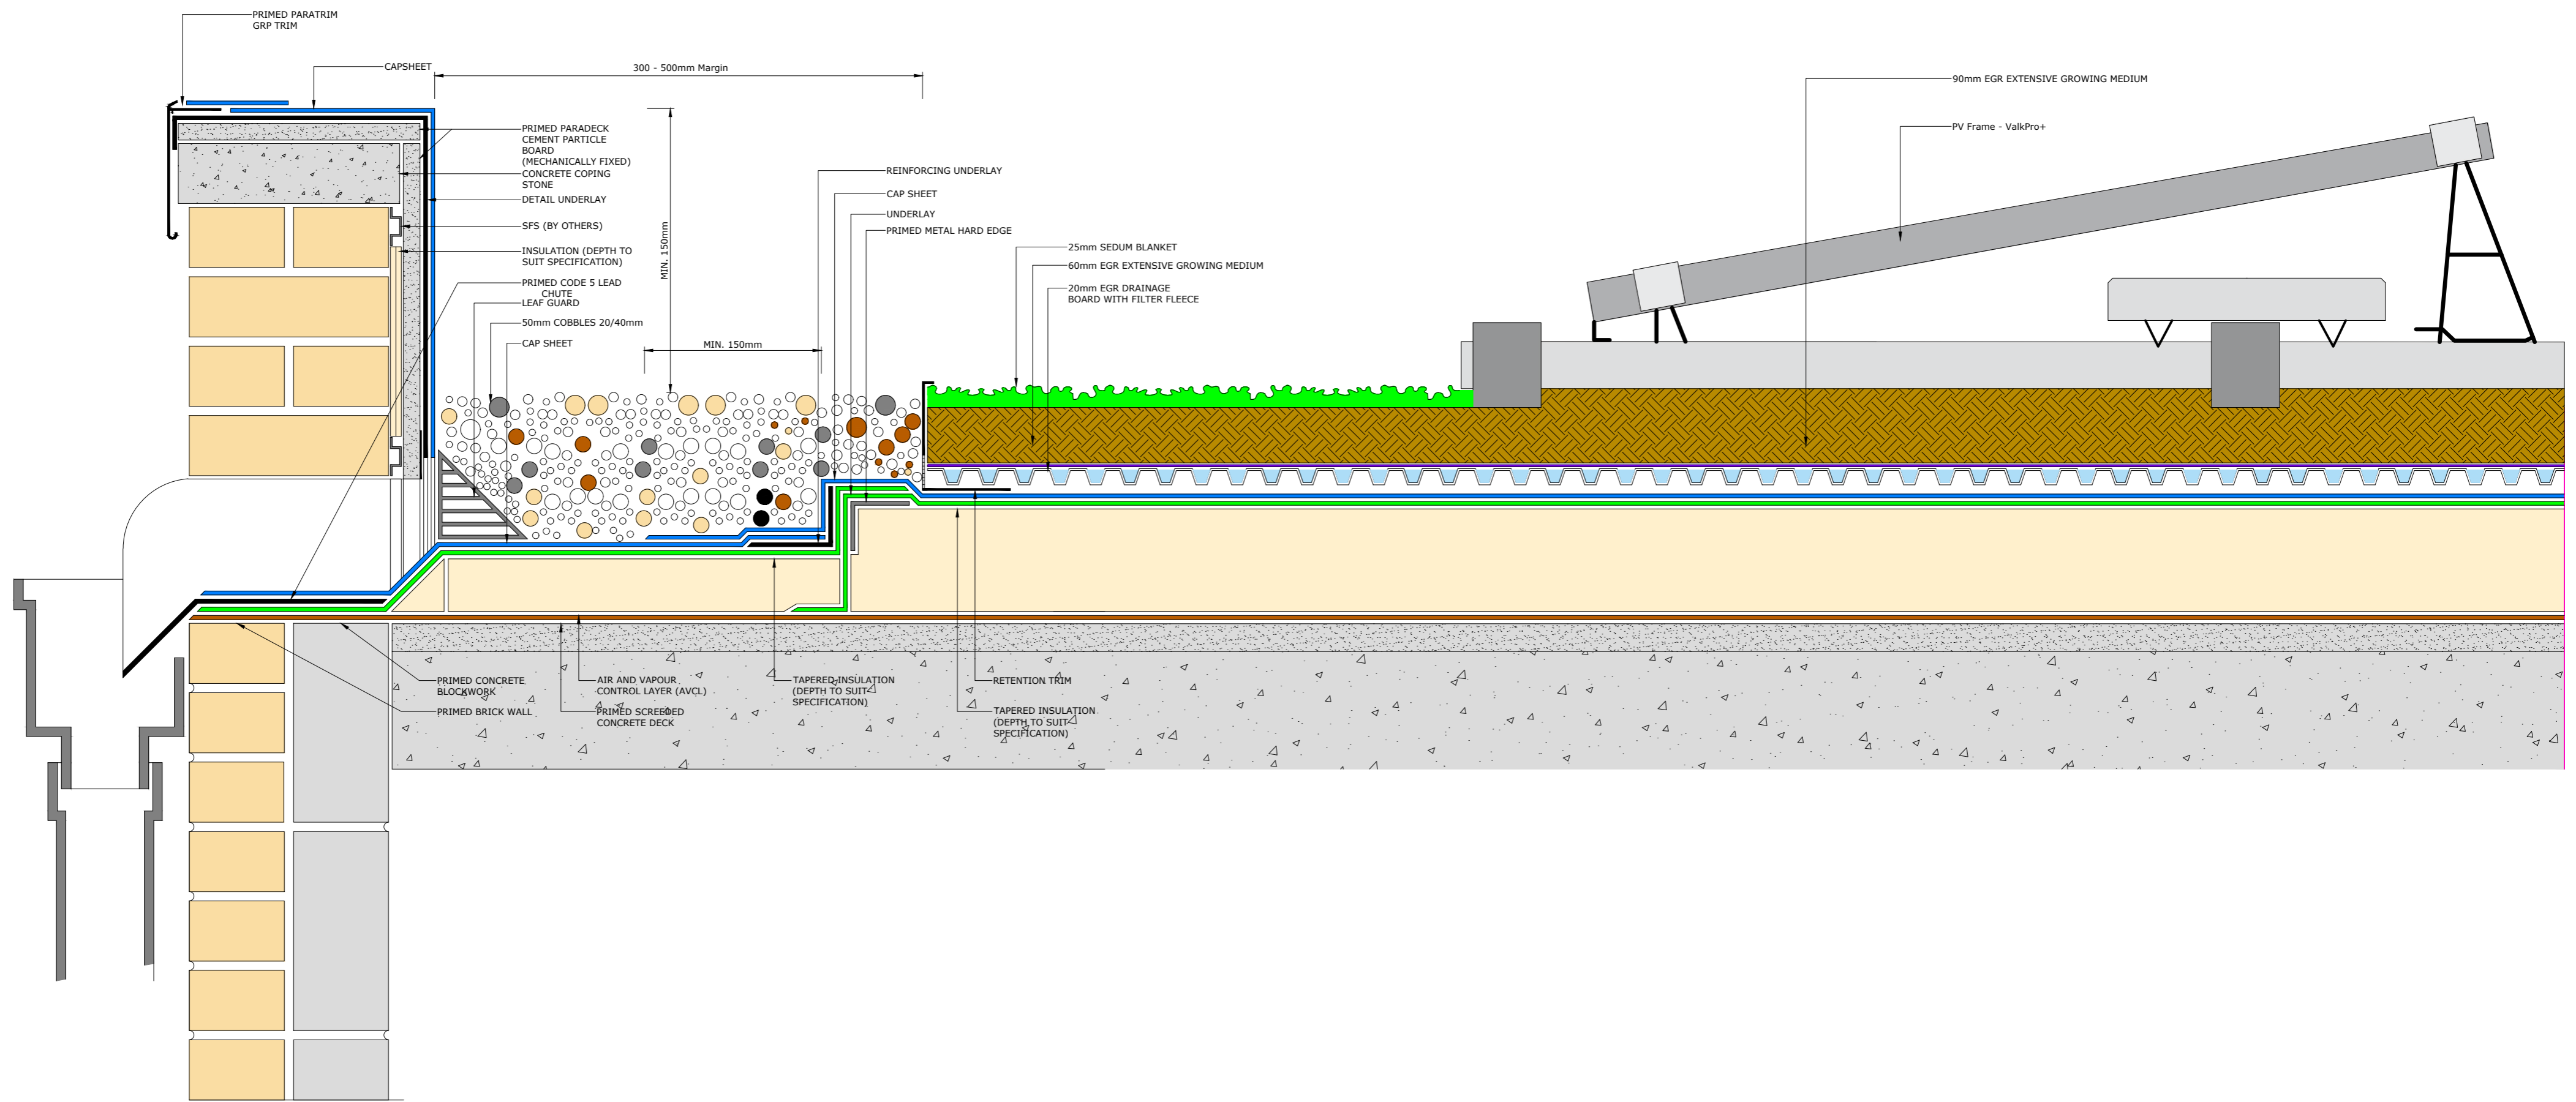 PRIMED PARATRIM
GRP TRIM
CAPSHEET
300 - 500mm Margin
90mm EGR EXTENSIVE GROWING MEDIUM
PV Frame - ValkPro+
PRIMED PARADECK
CEMENT PARTICLE
BOARD
(MECHANICALLY FIXED)
CONCRETE COPING
STONE
DETAIL UNDERLAY
SFS (BY OTHERS)
INSULATION (DEPTH TO
SUIT SPECIFICATION)
PRIMED CODE 5 LEAD
CHUTE
LEAF GUARD
50mm COBBLES 20/40mm
CAP SHEET
MIN. 150mm
MIN. 150mm
REINFORCING UNDERLAY
CAP SHEET
UNDERLAY
PRIMED METAL HARD EDGE
25mm SEDUM BLANKET
60mm EGR EXTENSIVE GROWING MEDIUM
20mm EGR DRAINAGE
BOARD WITH FILTER FLEECE
PRIMED CONCRETE
BLOCKWORK
PRIMED BRICK WALL
AIR AND VAPOUR
CONTROL LAYER (AVCL)
PRIMED SCREEDED
CONCRETE DECK
TAPERED INSULATION
(DEPTH TO SUIT
SPECIFICATION)
RETENTION TRIM
TAPERED INSULATION
(DEPTH TO SUIT
SPECIFICATION)